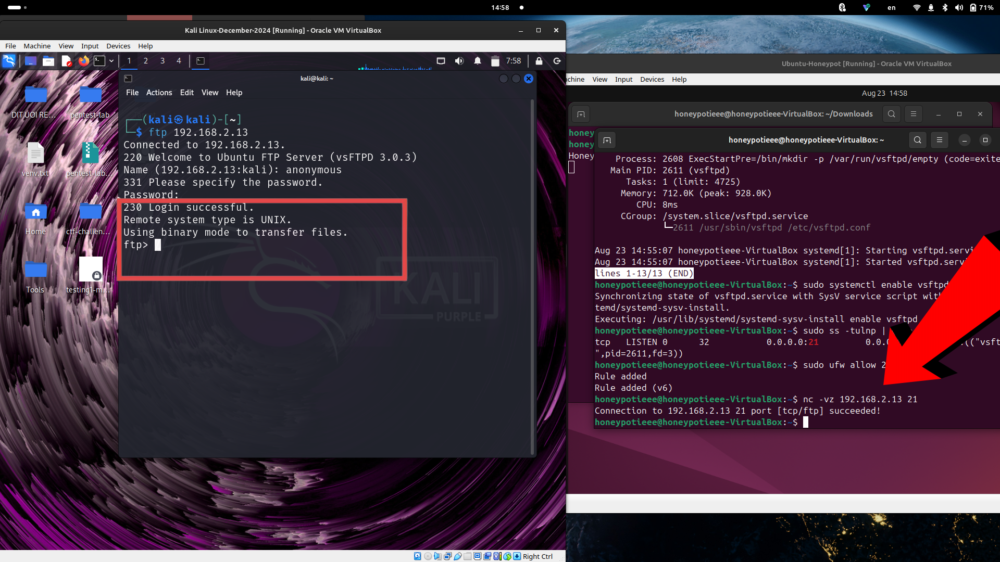 14:58
en
71%
Kali Linux-December-2024 [Running] - Oracle VM VirtualBox
File Machine View Input Devices Help
1 2 3 4
7:58
DIT UOI RE...
pentest-lab
venv.txt
pentest-lab...
Home
ctf-challen...
Tools
testing1-m...
kali@kali: ~
File Actions Edit View Help
┌──(kali㉿kali)-[~]
└─$ ftp 192.168.2.13
Connected to 192.168.2.13.
220 Welcome to Ubuntu FTP Server (vsFTPD 3.0.3)
Name (192.168.2.13:kali): anonymous
331 Please specify the password.
Password:
230 Login successful.
Remote system type is UNIX.
Using binary mode to transfer files.
ftp>
KALI
PURPLE
Right Ctrl
Ubuntu-Honeypot [Running] - Oracle VM VirtualBox
chine View Input Devices Help
Aug 23 14:58
honeypotieee@honeypotieee-VirtualBox: ~/Downloads
honey
honey
Honey
honeypotieee@honeypotieee-VirtualBox: ~
Process: 2608 ExecStartPre=/bin/mkdir -p /var/run/vsftpd/empty (code=exite
Main PID: 2611 (vsftpd)
Tasks: 1 (limit: 4725)
Memory: 712.0K (peak: 928.0K)
CPU: 8ms
CGroup: /system.slice/vsftpd.service
└─2611 /usr/sbin/vsftpd /etc/vsftpd.conf
Aug 23 14:55:07 honeypotieee-VirtualBox systemd[1]: Starting vsftpd.servi
Aug 23 14:55:07 honeypotieee-VirtualBox systemd[1]: Started vsftpd.serv
lines 1-13/13 (END)
honeypotieee@honeypotieee-VirtualBox:~$ sudo systemctl enable vsftpd
Synchronizing state of vsftpd.service with SysV service script wit
temd/systemd-sysv-install.
Executing: /usr/lib/systemd/systemd-sysv-install enable vsftpd
honeypotieee@honeypotieee-VirtualBox:~$ sudo ss -tulnp |
tcp LISTEN 0 32 0.0.0.0:21 0.0. (("vsft
",pid=2611,fd=3))
honeypotieee@honeypotieee-VirtualBox:~$ sudo ufw allow 2
Rule added
Rule added (v6)
honeypotieee@honeypotieee-VirtualBox:~$ nc -vz 192.168.2.13 21
Connection to 192.168.2.13 21 port [tcp/ftp] succeeded!
honeypotieee@honeypotieee-VirtualBox:~$